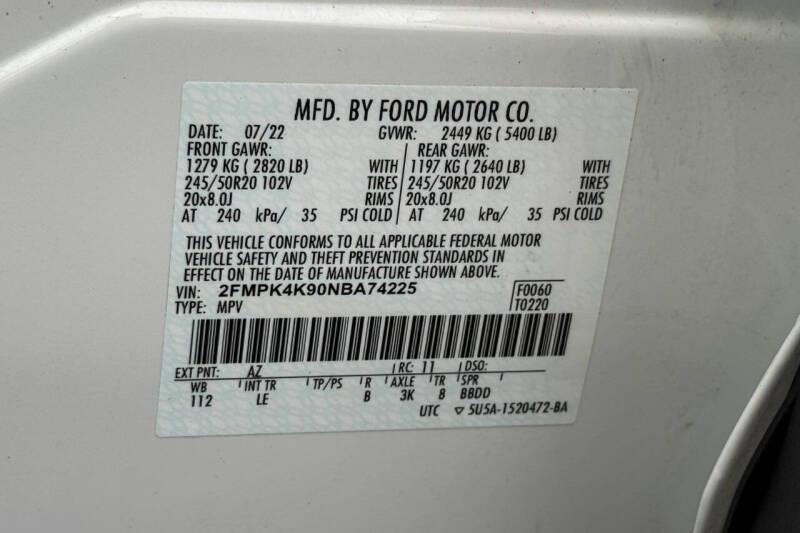 MFD. BY FORD MOTOR CO.
DATE: 07/22 GVWR: 2449 KG ( 5400 LB)
FRONT GAWR: REAR GAWR:
1279 KG ( 2820 LB) WITH 1197 KG ( 2640 LB) WITH
245/50R20 102V TIRES 245/50R20 102V TIRES
20x8.0J RIMS 20x8.0J RIMS
AT 240 kPa/ 35 PSI COLD AT 240 kPa/ 35 PSI COLD
THIS VEHICLE CONFORMS TO ALL APPLICABLE FEDERAL MOTOR
VEHICLE SAFETY AND THEFT PREVENTION STANDARDS IN
EFFECT ON THE DATE OF MANUFACTURE SHOWN ABOVE.
VIN: 2FMPK4K90NBA74225 F0060
TYPE: MPV T0220
EXT PNT: AZ RC: 11 DSO:
WB INT TR TP/PS R AXLE TR SPR
112 LE B 3K 8 BBDD
UTC ▽ 5U5A-1520472-BA